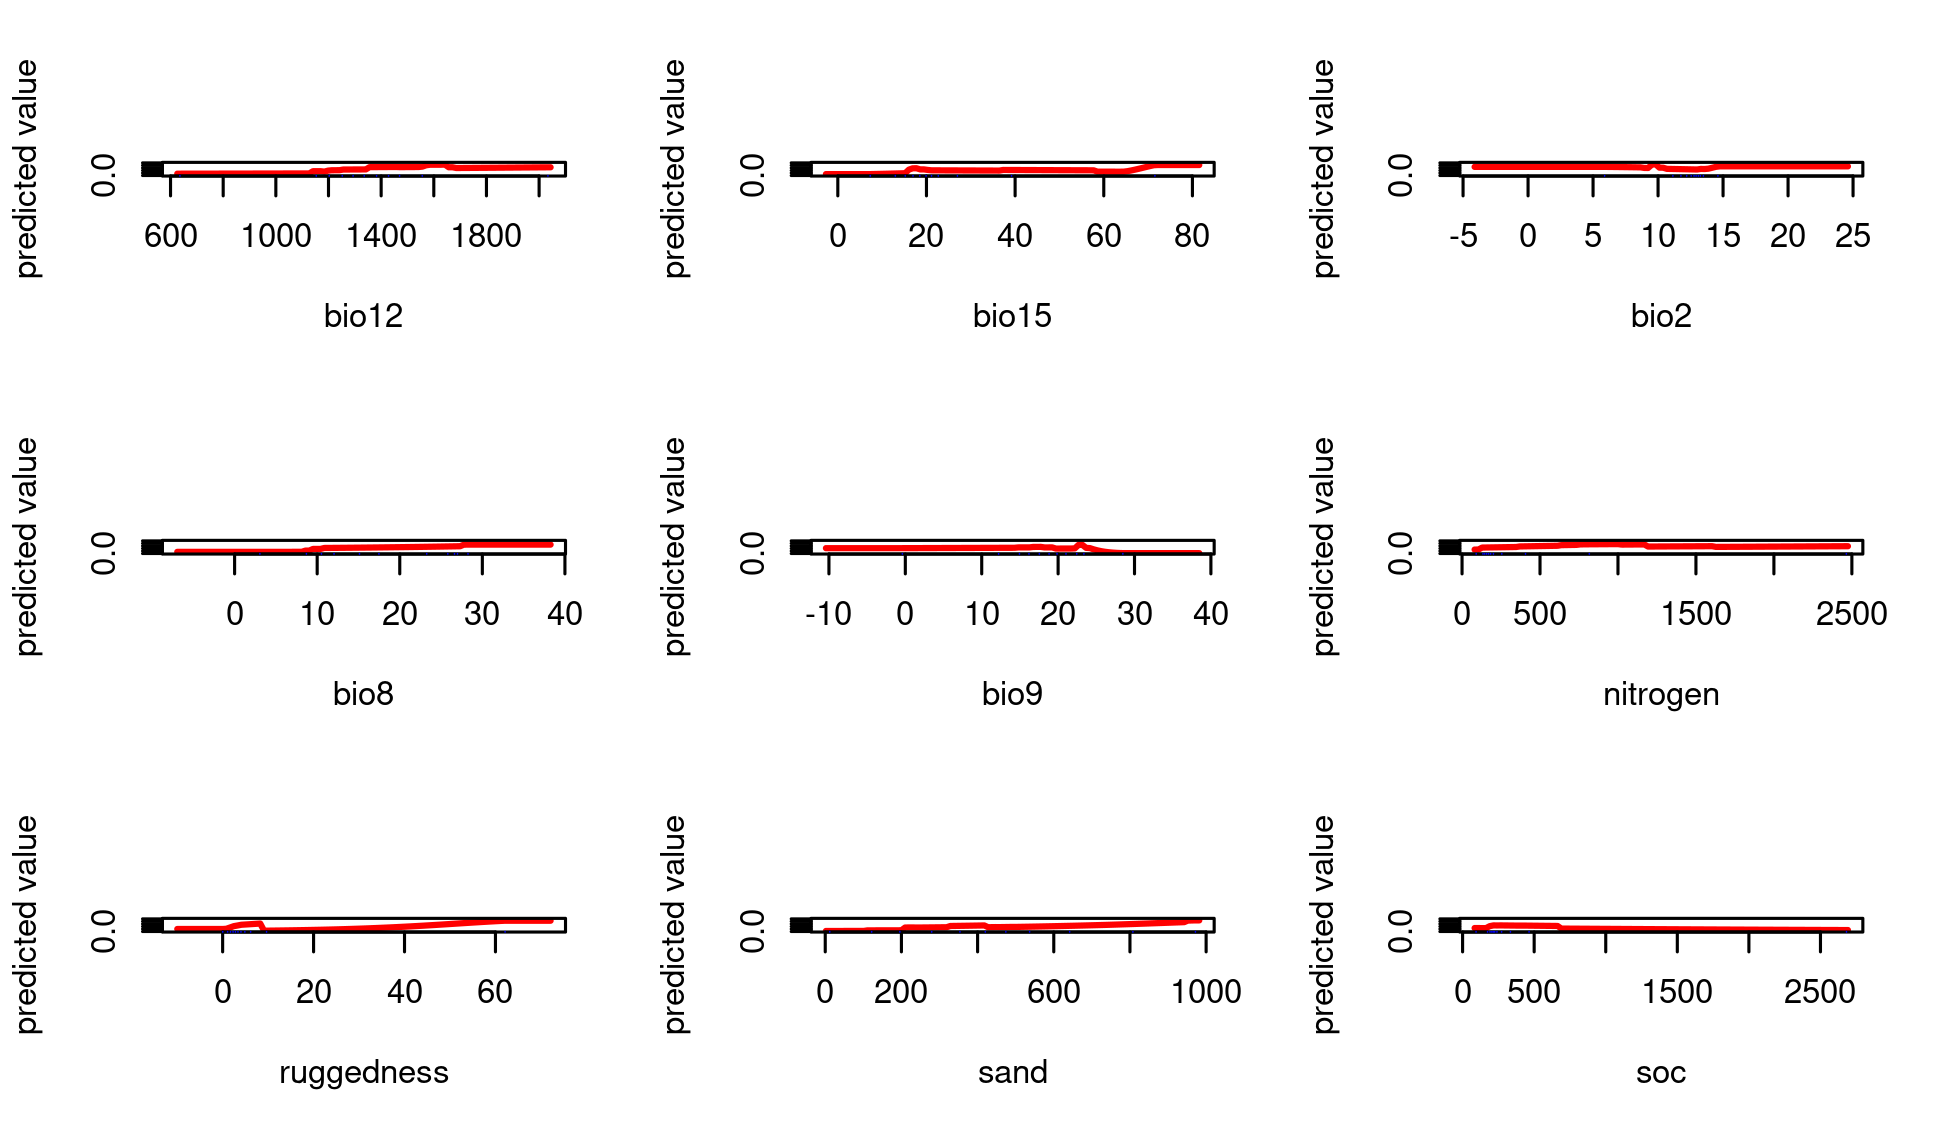 predicted value
0.0
600 1000 1400 1800
bio12
predicted value
0.0
0 20 40 60 80
bio15
predicted value
0.0
-5 0 5 10 15 20 25
bio2
predicted value
0.0
0 10 20 30 40
bio8
predicted value
0.0
-10 0 10 20 30 40
bio9
predicted value
0.0
0 500 1500 2500
nitrogen
predicted value
0.0
0 20 40 60
ruggedness
predicted value
0.0
0 200 600 1000
sand
predicted value
0.0
0 500 1500 2500
soc